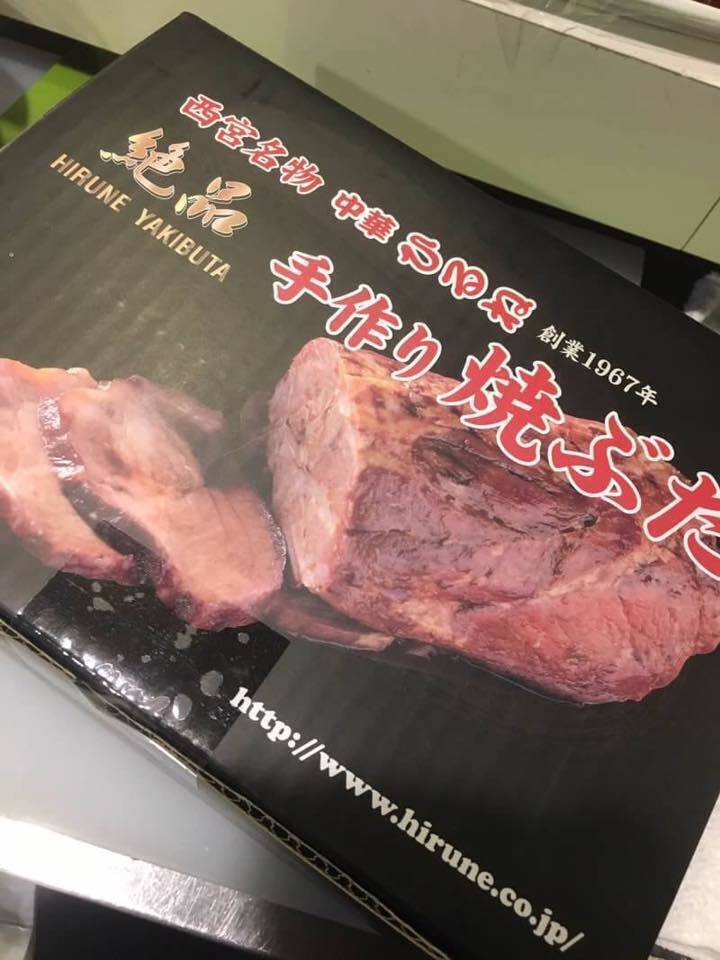 西宮名物 中華 ひるね
絶品
HIRUNE YAKIBUTA
創業1967年
手作り焼ぶた
http://www.hirune.co.jp/